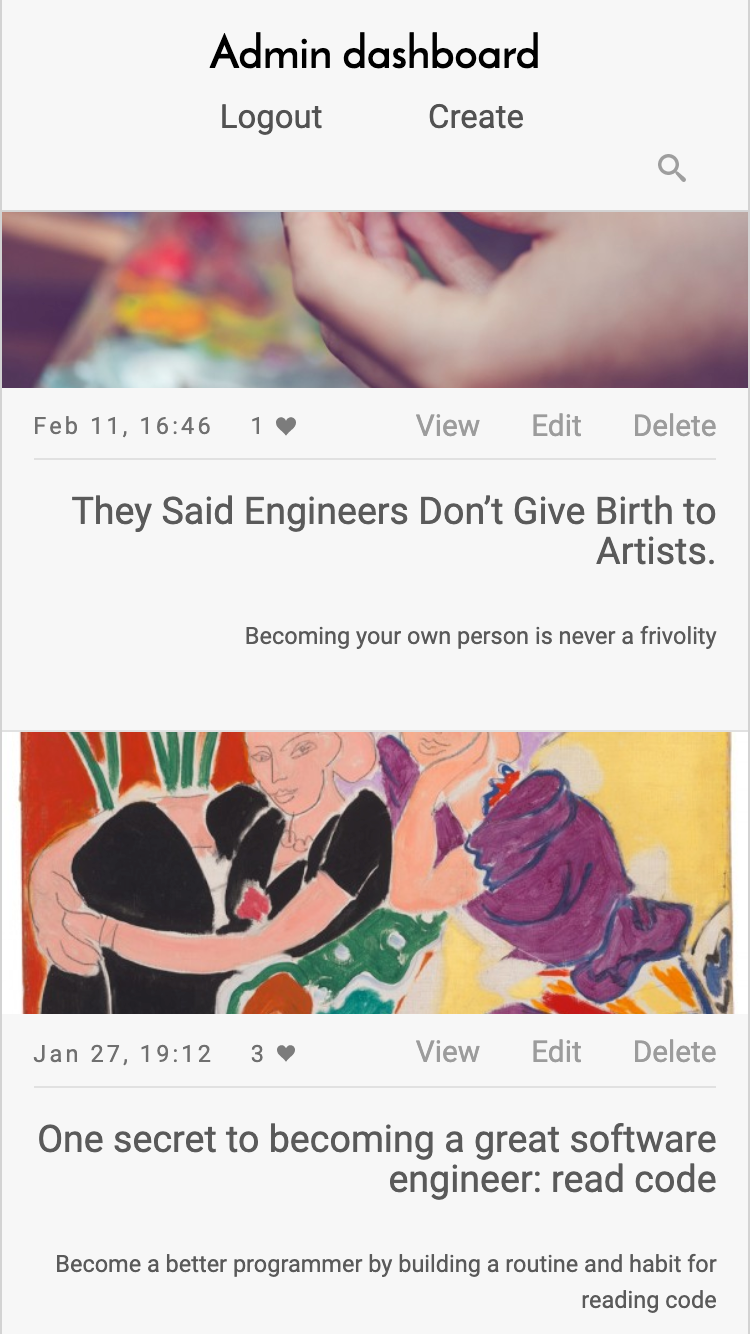 Admin dashboard
Logout Create
Feb 11, 16:46 1 View Edit Delete
They Said Engineers Don’t Give Birth to
Artists.
Becoming your own person is never a frivolity
Jan 27, 19:12 3 View Edit Delete
One secret to becoming a great software
engineer: read code
Become a better programmer by building a routine and habit for
reading code